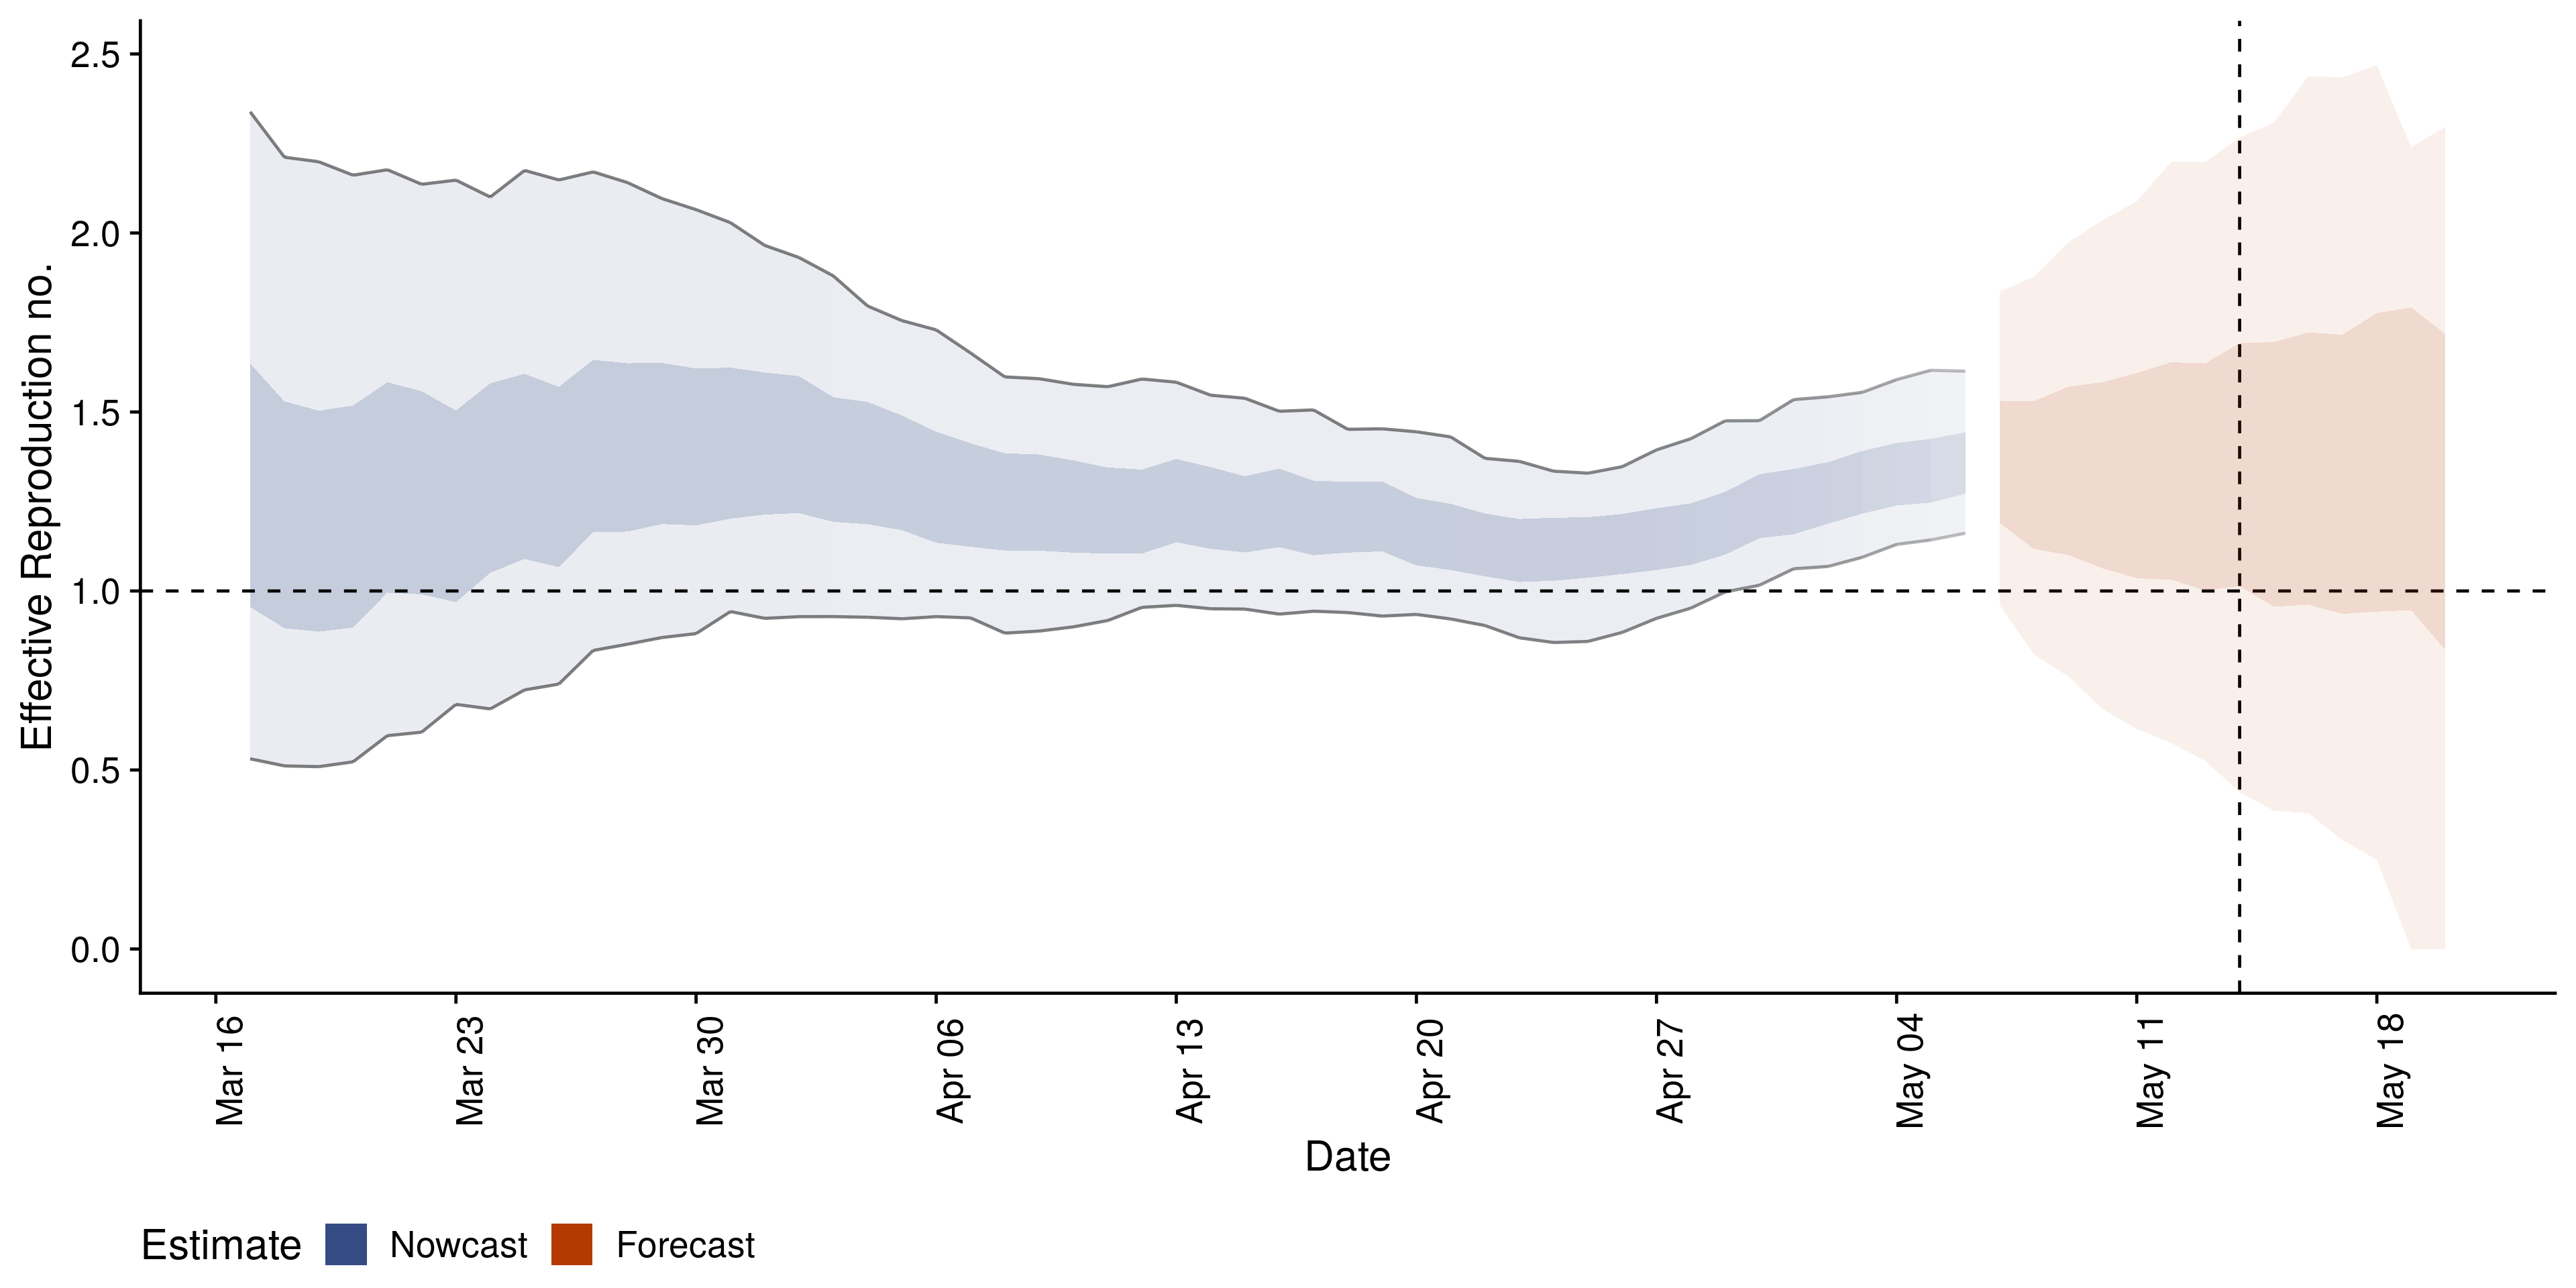 Effective Reproduction no.
2.5
2.0
1.5
1.0
0.5
0.0
Mar 16
Mar 23
Mar 30
Apr 06
Apr 13
Apr 20
Apr 27
May 04
May 11
May 18
Date
Estimate Nowcast Forecast